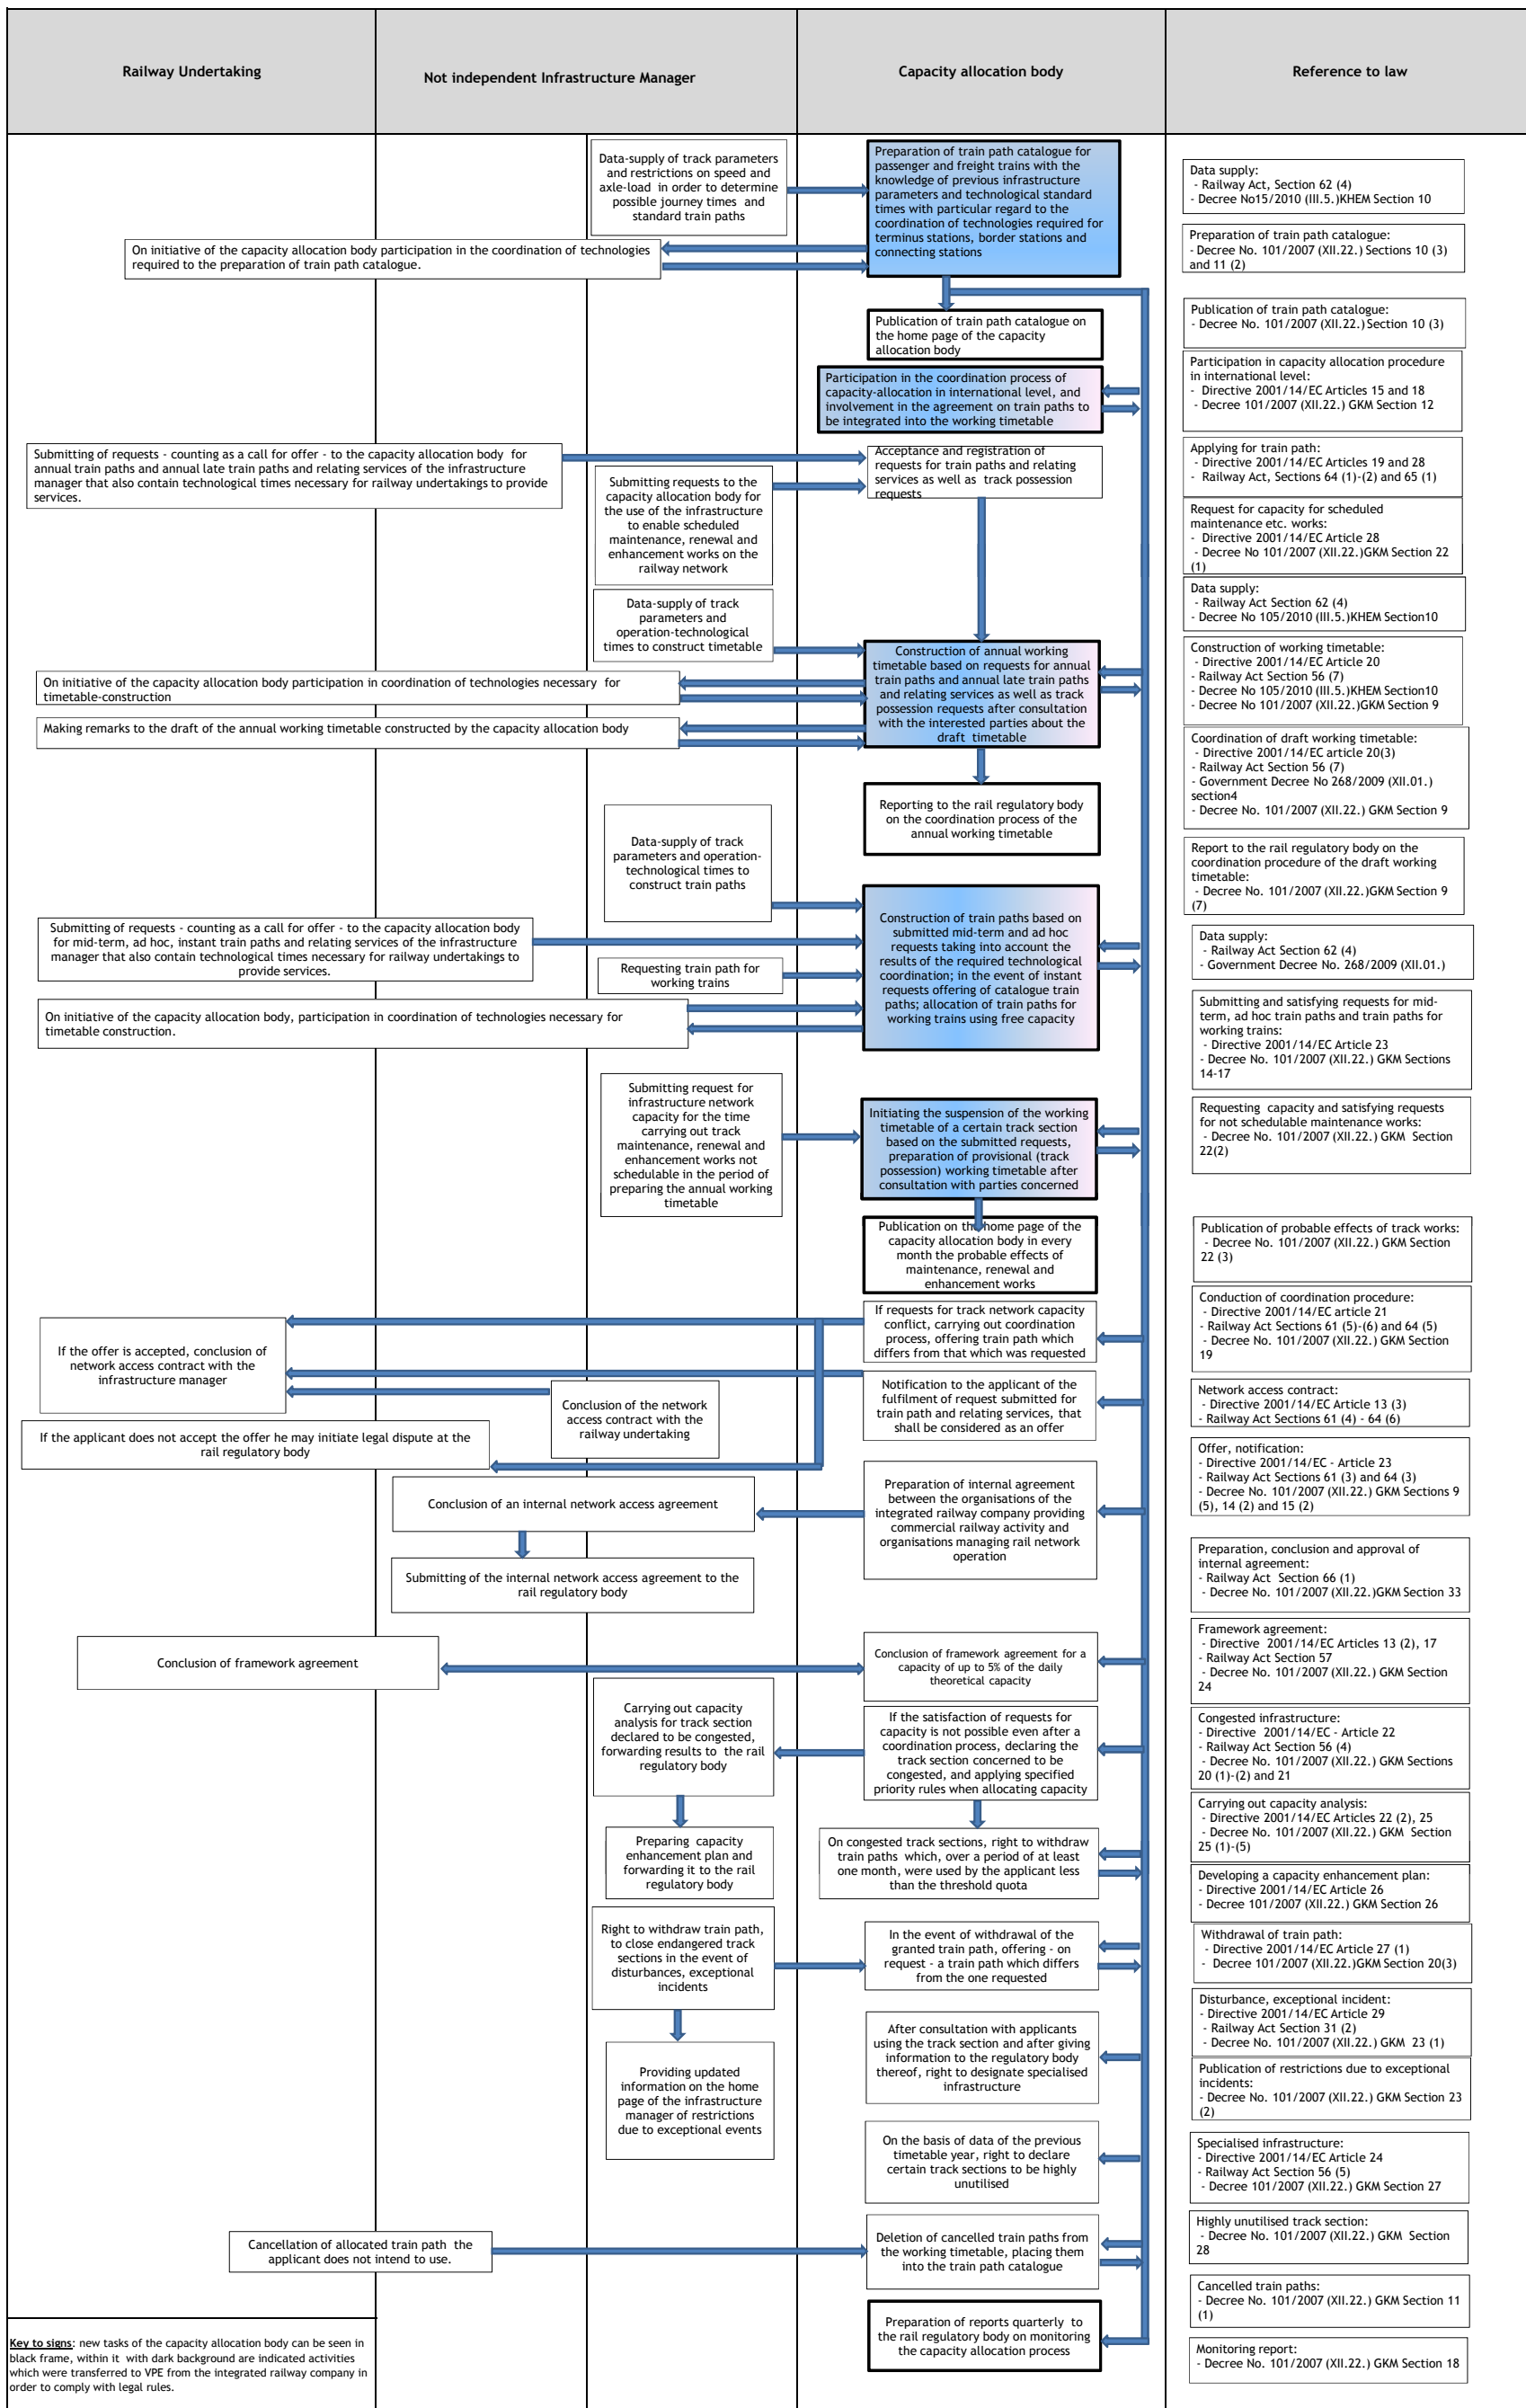 Railway Undertaking
Not independent Infrastructure Manager
Capacity allocation body
Reference to law
Data-supply of track parameters
and restrictions on speed and
axle-load in order to determine
possible journey times and
standard train paths
Preparation of train path catalogue for
passenger and freight trains with the
knowledge of previous infrastructure
parameters and technological standard
times with particular regard to the
coordination of technologies required for
terminus stations, border stations and
connecting stations
Data supply:
- Railway Act, Section 62 (4)
- Decree No15/2010 (III.5.)KHEM Section 10
On initiative of the capacity allocation body participation in the coordination of technologies
required to the preparation of train path catalogue.
Preparation of train path catalogue:
- Decree No. 101/2007 (XII.22.) Sections 10 (3)
and 11 (2)
Publication of train path catalogue on
the home page of the capacity
allocation body
Publication of train path catalogue:
- Decree No. 101/2007 (XII.22.) Section 10 (3)
Participation in the coordination process of
capacity-allocation in international level, and
involvement in the agreement on train paths to
be integrated into the working timetable
Participation in capacity allocation procedure
in international level:
- Directive 2001/14/EC Articles 15 and 18
- Decree 101/2007 (XII.22.) GKM Section 12
Submitting of requests - counting as a call for offer - to the capacity allocation body for
annual train paths and annual late train paths and relating services of the infrastructure
manager that also contain technological times necessary for railway undertakings to provide
services.
Acceptance and registration of
requests for train paths and relating
services as well as track possession
requests
Applying for train path:
- Directive 2001/14/EC Articles 19 and 28
- Railway Act, Sections 64 (1)-(2) and 65 (1)
Submitting requests to the
capacity allocation body for
the use of the infrastructure
to enable scheduled
maintenance, renewal and
enhancement works on the
railway network
Request for capacity for scheduled
maintenance etc. works:
- Directive 2001/14/EC Article 28
- Decree No 101/2007 (XII.22.)GKM Section 22
(1)
Data-supply of track
parameters and
operation-technological
times to construct timetable
Data supply:
- Railway Act Section 62 (4)
- Decree No 105/2010 (III.5.)KHEM Section10
Construction of annual working
timetable based on requests for annual
train paths and annual late train paths
and relating services as well as track
possession requests after consultation
with the interested parties about the
draft timetable
Construction of working timetable:
- Directive 2001/14/EC Article 20
- Railway Act Section 56 (7)
- Decree No 105/2010 (III.5.)KHEM Section10
- Decree No 101/2007 (XII.22.)GKM Section 9
On initiative of the capacity allocation body participation in coordination of technologies necessary for
timetable-construction
Making remarks to the draft of the annual working timetable constructed by the capacity allocation body
Coordination of draft working timetable:
- Directive 2001/14/EC article 20(3)
- Railway Act Section 56 (7)
- Government Decree No 268/2009 (XII.01.)
section4
- Decree No. 101/2007 (XII.22.) GKM Section 9
Reporting to the rail regulatory body
on the coordination process of the
annual working timetable
Data-supply of track
parameters and operation-
technological times to
construct train paths
Report to the rail regulatory body on the
coordination procedure of the draft working
timetable:
- Decree No. 101/2007 (XII.22.)GKM Section 9
(7)
Submitting of requests - counting as a call for offer - to the capacity allocation body
for mid-term, ad hoc, instant train paths and relating services of the infrastructure
manager that also contain technological times necessary for railway undertakings to
provide services.
Construction of train paths based on
submitted mid-term and ad hoc
requests taking into account the
results of the required technological
coordination; in the event of instant
requests offering of catalogue train
paths; allocation of train paths for
working trains using free capacity
Data supply:
- Railway Act Section 62 (4)
- Government Decree No. 268/2009 (XII.01.)
Requesting train path for
working trains
On initiative of the capacity allocation body, participation in coordination of technologies necessary for
timetable construction.
Submitting and satisfying requests for mid-
term, ad hoc train paths and train paths for
working trains:
- Directive 2001/14/EC Article 23
- Decree No. 101/2007 (XII.22.) GKM Sections
14-17
Submitting request for
infrastructure network
capacity for the time
carrying out track
maintenance, renewal and
enhancement works not
schedulable in the period of
preparing the annual working
timetable
Initiating the suspension of the working
timetable of a certain track section
based on the submitted requests,
preparation of provisional (track
possession) working timetable after
consultation with parties concerned
Requesting capacity and satisfying requests
for not schedulable maintenance works:
- Decree No. 101/2007 (XII.22.) GKM Section
22(2)
Publication on the home page of the
capacity allocation body in every
month the probable effects of
maintenance, renewal and
enhancement works
Publication of probable effects of track works:
- Decree No. 101/2007 (XII.22.) GKM Section
22 (3)
If requests for track network capacity
conflict, carrying out coordination
process, offering train path which
differs from that which was requested
Conduction of coordination procedure:
- Directive 2001/14/EC article 21
- Railway Act Sections 61 (5)-(6) and 64 (5)
- Decree No. 101/2007 (XII.22.) GKM Section
19
If the offer is accepted, conclusion of
network access contract with the
infrastructure manager
Notification to the applicant of the
fulfilment of request submitted for
train path and relating services, that
shall be considered as an offer
Network access contract:
- Directive 2001/14/EC Article 13 (3)
- Railway Act Sections 61 (4) - 64 (6)
Conclusion of the network
access contract with the
railway undertaking
If the applicant does not accept the offer he may initiate legal dispute at the
rail regulatory body
Offer, notification:
- Directive 2001/14/EC - Article 23
- Railway Act Sections 61 (3) and 64 (3)
- Decree No. 101/2007 (XII.22.) GKM Sections 9
(5), 14 (2) and 15 (2)
Conclusion of an internal network access agreement
Preparation of internal agreement
between the organisations of the
integrated railway company providing
commercial railway activity and
organisations managing rail network
operation
Submitting of the internal network access agreement to the
rail regulatory body
Preparation, conclusion and approval of
internal agreement:
- Railway Act Section 66 (1)
- Decree No. 101/2007 (XII.22.)GKM Section 33
Conclusion of framework agreement
Conclusion of framework agreement for a
capacity of up to 5% of the daily
theoretical capacity
Framework agreement:
- Directive 2001/14/EC Articles 13 (2), 17
- Railway Act Section 57
- Decree No. 101/2007 (XII.22.) GKM Section
24
Carrying out capacity
analysis for track section
declared to be congested,
forwarding results to the rail
regulatory body
If the satisfaction of requests for
capacity is not possible even after a
coordination process, declaring the
track section concerned to be
congested, and applying specified
priority rules when allocating capacity
Congested infrastructure:
- Directive 2001/14/EC - Article 22
- Railway Act Section 56 (4)
- Decree No. 101/2007 (XII.22.) GKM Sections
20 (1)-(2) and 21
Preparing capacity
enhancement plan and
forwarding it to the rail
regulatory body
On congested track sections, right to withdraw
train paths which, over a period of at least
one month, were used by the applicant less
than the threshold quota
Carrying out capacity analysis:
- Directive 2001/14/EC Articles 22 (2), 25
- Decree No. 101/2007 (XII.22.) GKM Section
25 (1)-(5)
Developing a capacity enhancement plan:
- Directive 2001/14/EC Article 26
- Decree 101/2007 (XII.22.) GKM Section 26
Right to withdraw train path,
to close endangered track
sections in the event of
disturbances, exceptional
incidents
In the event of withdrawal of the
granted train path, offering - on
request - a train path which differs
from the one requested
Withdrawal of train path:
- Directive 2001/14/EC Article 27 (1)
- Decree 101/2007 (XII.22.)GKM Section 20(3)
Providing updated
information on the home
page of the infrastructure
manager of restrictions
due to exceptional events
After consultation with applicants
using the track section and after giving
information to the regulatory body
thereof, right to designate specialised
infrastructure
Disturbance, exceptional incident:
- Directive 2001/14/EC Article 29
- Railway Act Section 31 (2)
- Decree No. 101/2007 (XII.22.) GKM 23 (1)
Publication of restrictions due to exceptional
incidents:
- Decree No. 101/2007 (XII.22.) GKM Section 23
(2)
On the basis of data of the previous
timetable year, right to declare
certain track sections to be highly
unutilised
Specialised infrastructure:
- Directive 2001/14/EC Article 24
- Railway Act Section 56 (5)
- Decree 101/2007 (XII.22.) GKM Section 27
Cancellation of allocated train path the
applicant does not intend to use.
Deletion of cancelled train paths from
the working timetable, placing them
into the train path catalogue
Highly unutilised track section:
- Decree No. 101/2007 (XII.22.) GKM Section
28
Cancelled train paths:
- Decree No. 101/2007 (XII.22.) GKM Section 11
(1)
Preparation of reports quarterly to
the rail regulatory body on monitoring
the capacity allocation process
Monitoring report:
- Decree No. 101/2007 (XII.22.) GKM Section 18
Key to signs: new tasks of the capacity allocation body can be seen in
black frame, within it with dark background are indicated activities
which were transferred to VPE from the integrated railway company in
order to comply with legal rules.